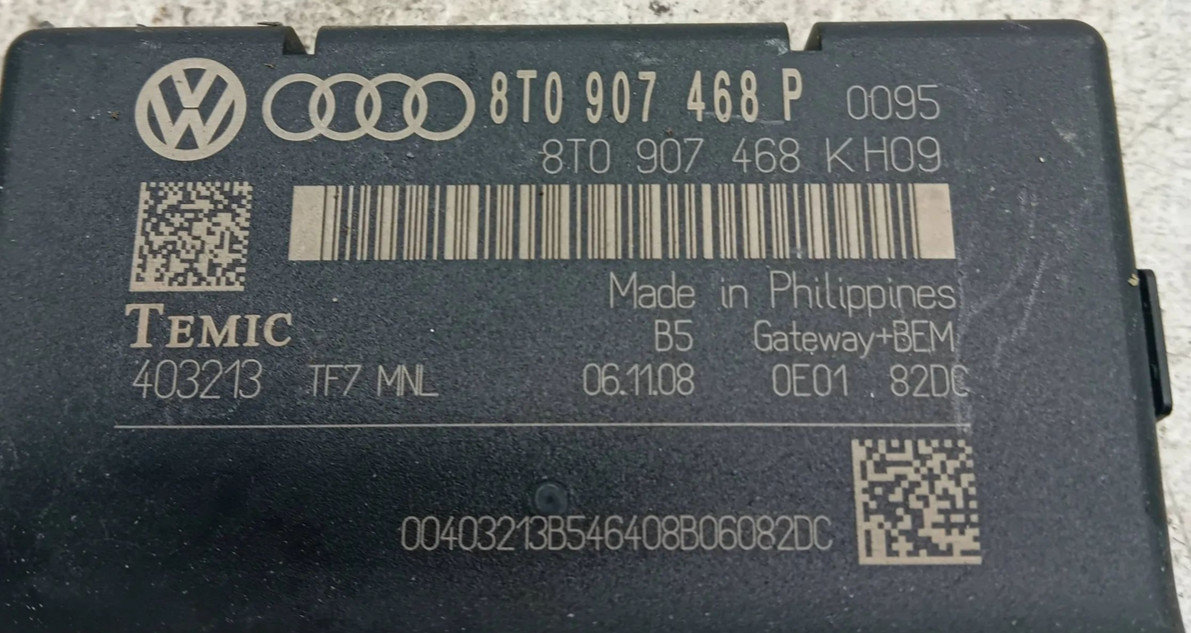 8T0 907 468 P 0095
8T0 907 468 K H09
Made in Philippines
TEMIC B5 Gateway+BEM
403213 TF7 MNL 06.11.08 0E01 82DC
00403213B546408B06082DC